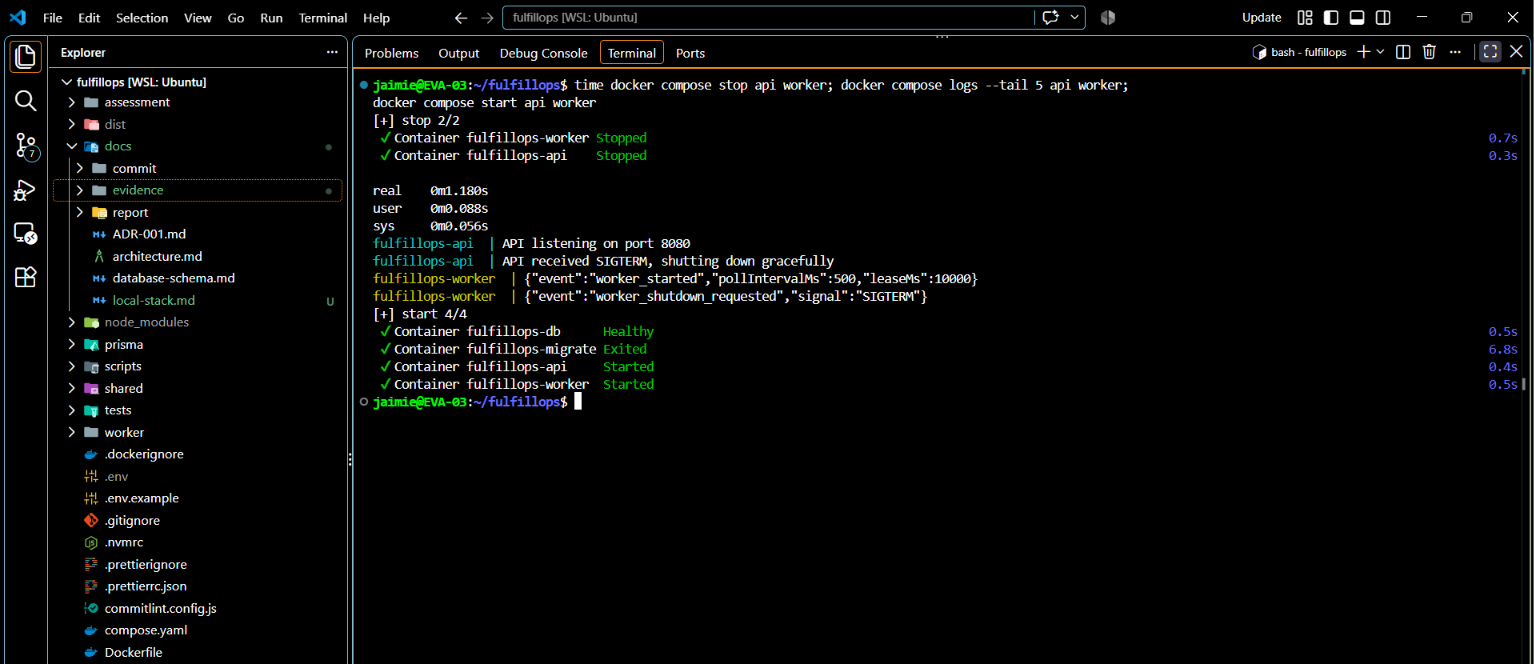 File Edit Selection View Go Run Terminal Help
fulfillops [WSL: Ubuntu]
Update
Explorer
fulfillops [WSL: Ubuntu]
assessment
dist
docs
commit
evidence
report
ADR-001.md
architecture.md
database-schema.md
local-stack.md U
node_modules
prisma
scripts
shared
tests
worker
.dockerignore
.env
.env.example
.gitignore
.nvmrc
.prettierignore
.prettierrc.json
commitlint.config.js
compose.yaml
Dockerfile
7
Problems Output Debug Console Terminal Ports
bash - fulfillops
jaimie@EVA-03:~/fulfillops$ time docker compose stop api worker; docker compose logs --tail 5 api worker;
docker compose start api worker
[+] stop 2/2
✓ Container fulfillops-worker Stopped 0.7s
✓ Container fulfillops-api Stopped 0.3s
real 0m1.180s
user 0m0.088s
sys 0m0.056s
fulfillops-api | API listening on port 8080
fulfillops-api | API received SIGTERM, shutting down gracefully
fulfillops-worker | {"event":"worker_started","pollIntervalMs":500,"leaseMs":10000}
fulfillops-worker | {"event":"worker_shutdown_requested","signal":"SIGTERM"}
[+] start 4/4
✓ Container fulfillops-db Healthy 0.5s
✓ Container fulfillops-migrate Exited 6.8s
✓ Container fulfillops-api Started 0.4s
✓ Container fulfillops-worker Started 0.5s
jaimie@EVA-03:~/fulfillops$